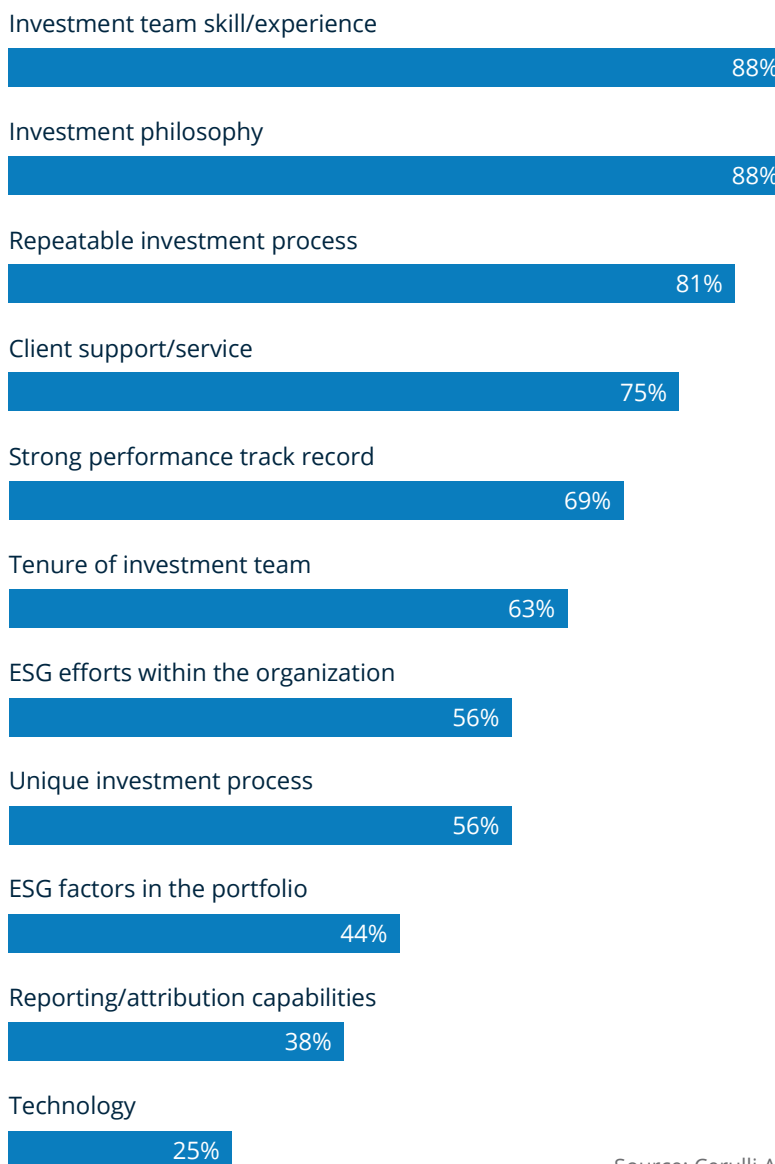 Investment team skill/experience
88%
Investment philosophy
88%
Repeatable investment process
81%
Client support/service
75%
Strong performance track record
69%
Tenure of investment team
63%
ESG efforts within the organization
56%
Unique investment process
56%
ESG factors in the portfolio
44%
Reporting/attribution capabilities
38%
Technology
25%